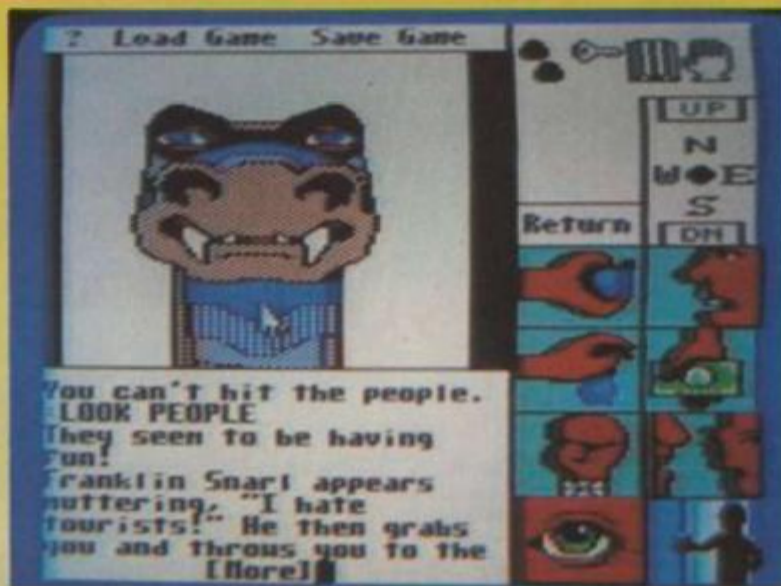 ? Load Game Save Game
UP
N
W E
S
DN
Return
You can't hit the people.
LOOK PEOPLE
They seem to be having
fun!
Franklin Snarl appears
muttering, "I hate
tourists!" He then grabs
you and throws you to the
[More]